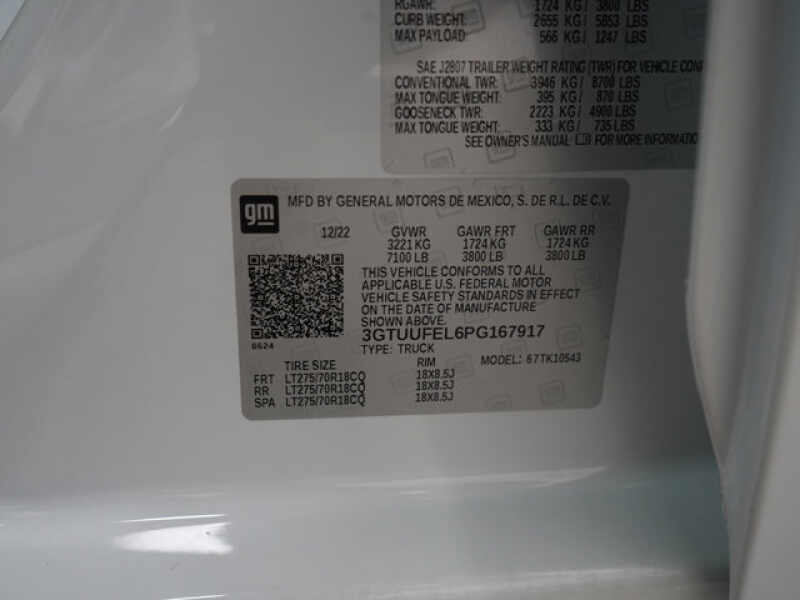 RGAWR: 1724 KG/ 3800 LBS
CURB WEIGHT: 2655 KG/ 5853 LBS
MAX PAYLOAD: 566 KG/ 1247 LBS
SAE J2807 TRAILER WEIGHT RATING (TWR) FOR VEHICLE CONF
CONVENTIONAL TWR: 3946 KG/ 8700 LBS
MAX TONGUE WEIGHT: 395 KG/ 870 LBS
GOOSENECK TWR: 2223 KG/ 4900 LBS
MAX TONGUE WEIGHT: 333 KG/ 735 LBS
SEE OWNER'S MANUAL FOR MORE INFORMATIO
gm MFD BY GENERAL MOTORS DE MEXICO, S. DE R.L. DE C.V.
12/22 GVWR GAWR FRT GAWR RR
3221 KG 1724 KG 1724 KG
7100 LB 3800 LB 3800 LB
THIS VEHICLE CONFORMS TO ALL
APPLICABLE U.S. FEDERAL MOTOR
VEHICLE SAFETY STANDARDS IN EFFECT
ON THE DATE OF MANUFACTURE
SHOWN ABOVE.
3GTUUFEL6PG167917
6624
TYPE: TRUCK MODEL: 67TK10543
TIRE SIZE RIM
FRT LT275/70R18CQ 18X8.5J
RR LT275/70R18CQ 18X8.5J
SPA LT275/70R18CQ 18X8.5J